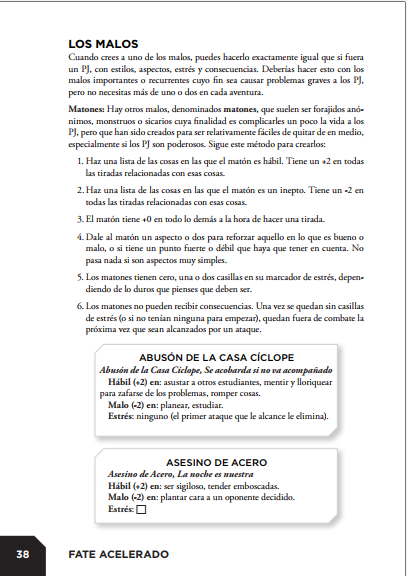 LOS MALOS
Cuando crees a uno de los malos, puedes hacerlo exactamente igual que si fuera
un PJ, con estilos, aspectos, estrés y consecuencias. Deberías hacer esto con los
malos importantes o recurrentes cuyo fin sea causar problemas graves a los PJ,
pero no necesitas más de uno o dos en cada aventura.
Matones: Hay otros malos, denominados matones, que suelen ser forajidos anó-
nimos, monstruos o sicarios cuya finalidad es complicarles un poco la vida a los
PJ, pero que han sido creados para ser relativamente fáciles de quitar de en medio,
especialmente si los PJ son poderosos. Sigue este método para crearlos:
1. Haz una lista de las cosas en las que el matón es hábil. Tiene un +2 en todas
las tiradas relacionadas con esas cosas.
2. Haz una lista de las cosas en las que el matón es un inepto. Tiene un -2 en
todas las tiradas relacionadas con esas cosas.
3. El matón tiene +0 en todo lo demás a la hora de hacer una tirada.
4. Dale al matón un aspecto o dos para reforzar aquello en lo que es bueno o
malo, o si tiene un punto fuerte o débil que haya que tener en cuenta. No
pasa nada si son aspectos muy simples.
5. Los matones tienen cero, una o dos casillas en su marcador de estrés, depen-
diendo de lo duros que pienses que deben ser.
6. Los matones no pueden recibir consecuencias. Una vez se quedan sin casillas
de estrés (o si no tenían ninguna para empezar), quedan fuera de combate la
próxima vez que sean alcanzados por un ataque.
ABUSÓN DE LA CASA CÍCLOPE
Abusón de la Casa Cíclope, Se acobarda si no va acompañado
Hábil (+2) en: asustar a otros estudiantes, mentir y lloriquear
para zafarse de los problemas, romper cosas.
Malo (-2) en: planear, estudiar.
Estrés: ninguno (el primer ataque que le alcance le elimina).
ASESINO DE ACERO
Asesino de Acero, La noche es nuestra
Hábil (+2) en: ser sigiloso, tender emboscadas.
Malo (-2) en: plantar cara a un oponente decidido.
Estrés:
38 FATE ACELERADO